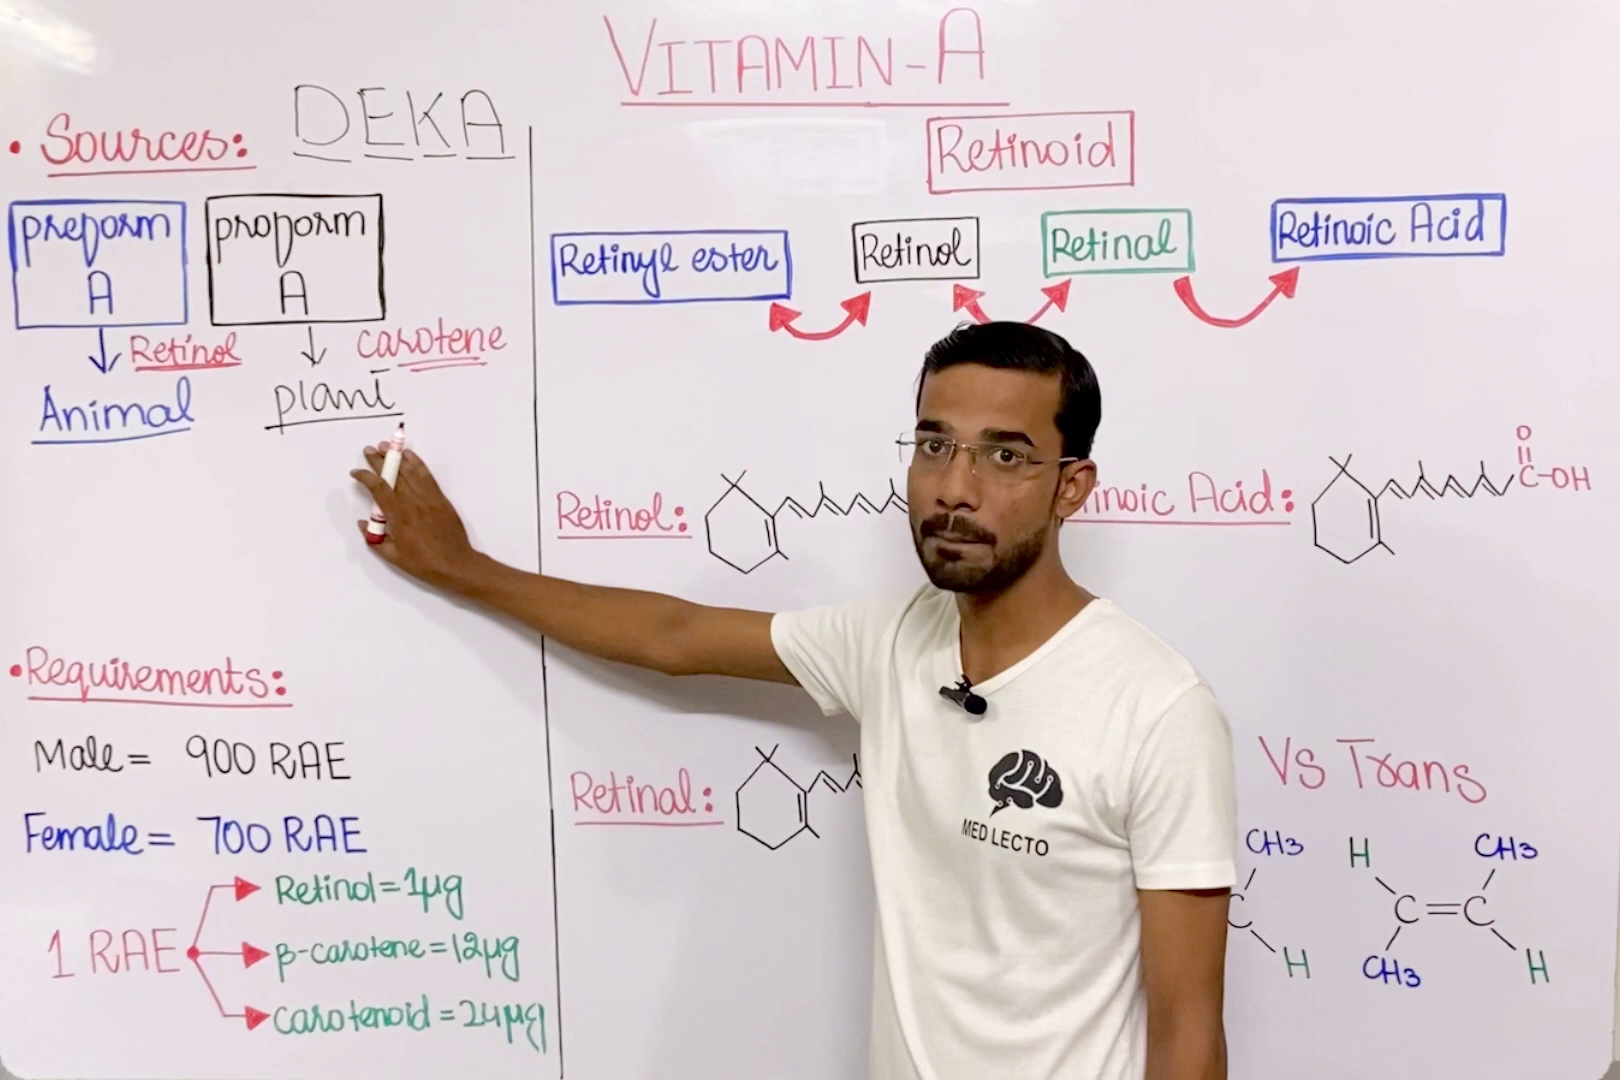 VITAMIN-A
• Sources: DEKA
preform
A
proform
A
Retinol
carotene
Animal
plant
• Requirements:
Male = 900 RAE
Female = 700 RAE
1 RAE
Retinol = 1μg
β-carotene = 12μg
carotenoid = 24μg
Retinoid
Retinyl ester
Retinol
Retinal
Retinoic Acid
Retinol:
inoic Acid:
O
C-OH
Retinal:
MED LECTO
Vs Trans
CH3
C
H
H
CH3
C=C
CH3
H